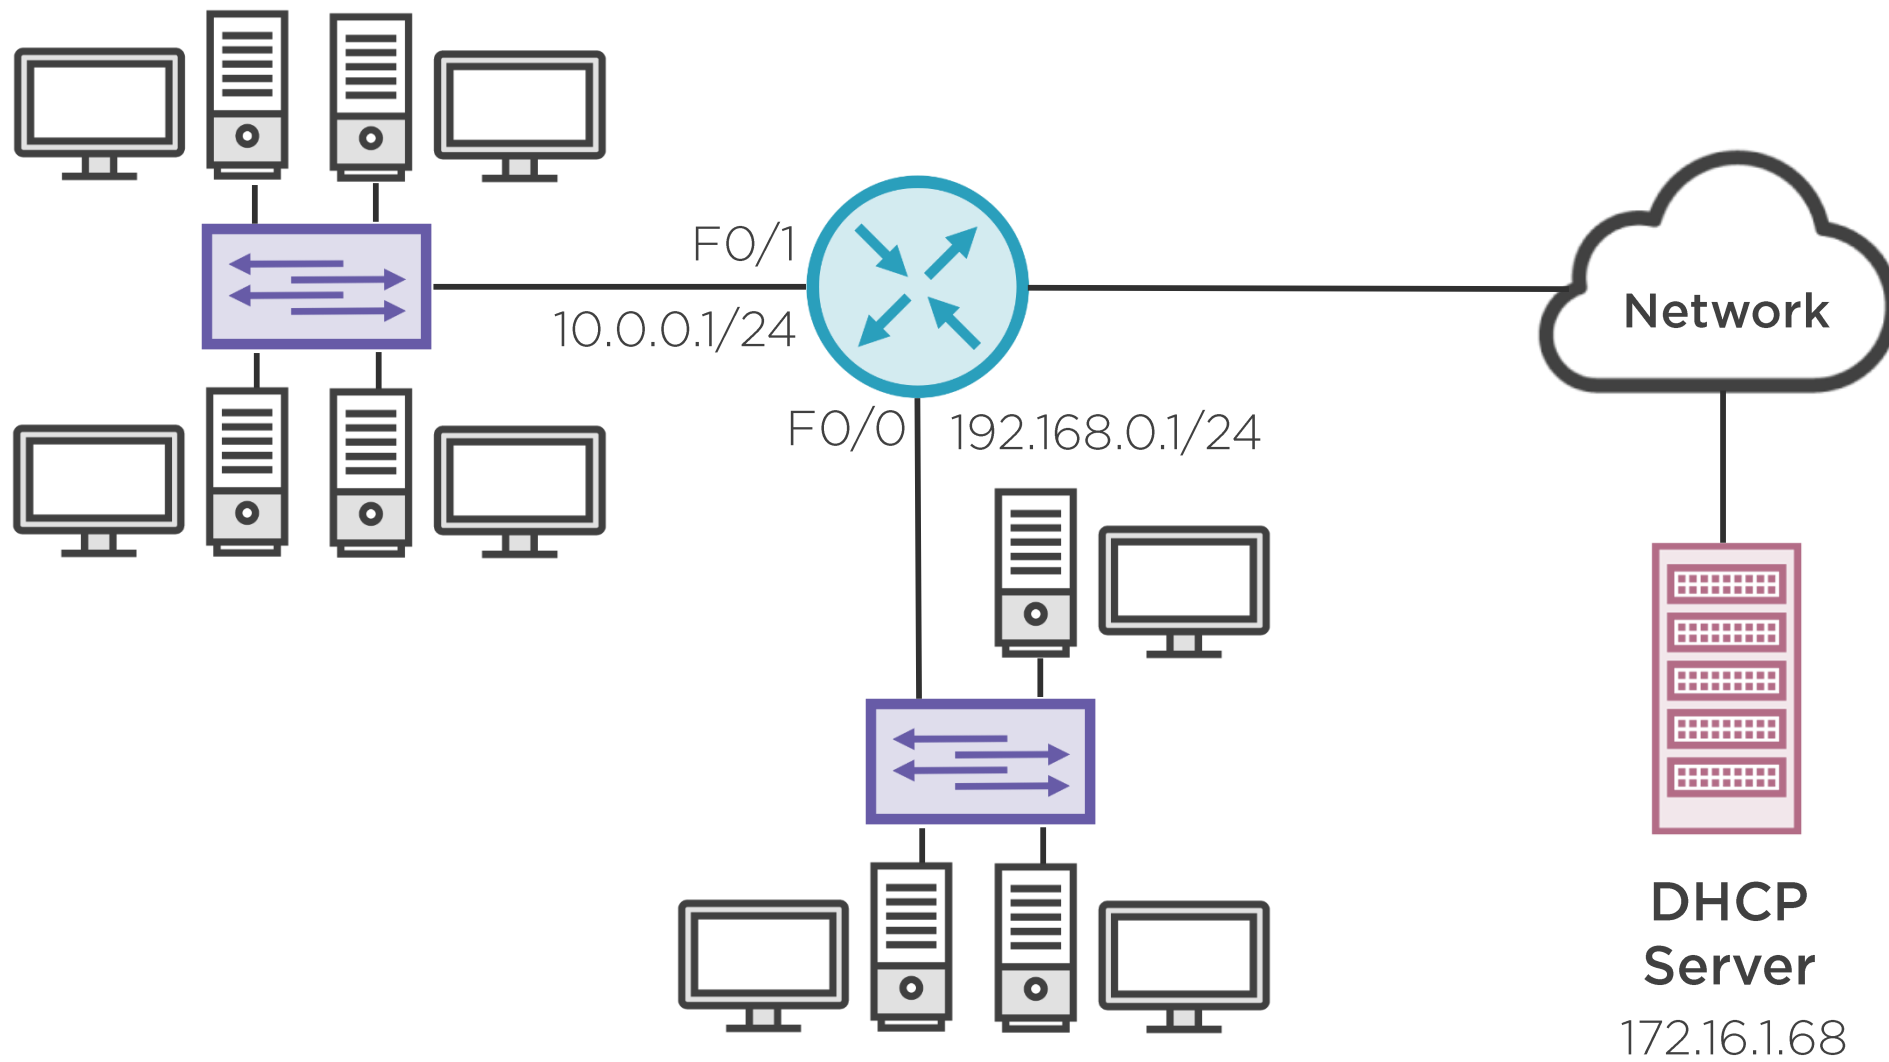 F0/1
10.0.0.1/24
F0/0
192.168.0.1/24
Network
DHCP
Server
172.16.1.68